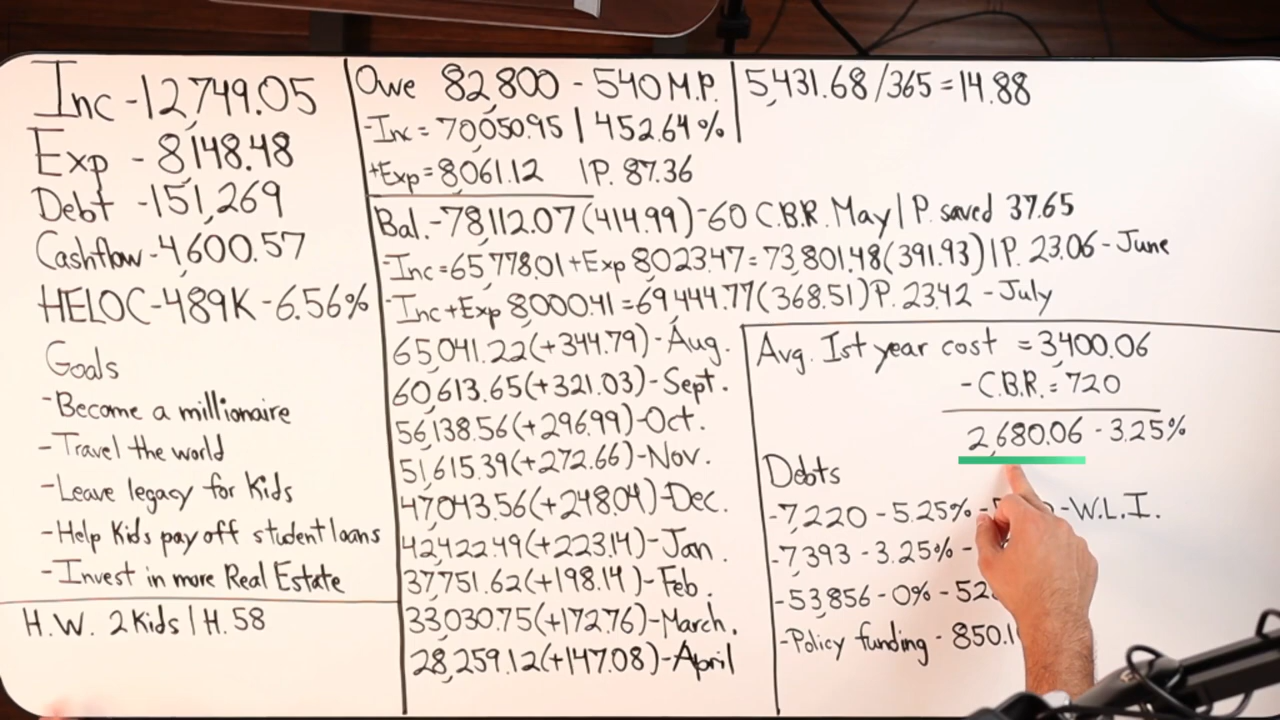 Inc -12,749.05
Exp - 8,148.48
Debt -151,269
Cashflow -4,600.57
HELOC-489K -6.56%
Goals
-Become a millionaire
-Travel the world
-Leave legacy for Kids
-Help Kids pay off student loans
-Invest in more Real Estate
H.W. 2 Kids | H. 58
Owe 82,800 - 540 M.P.
-Inc = 70,050.95 | 452.64%
+Exp = 8,061.12 | P. 87.36
5,431.68/365 = 14.88
Bal. -78,112.07 (414.99) -60 C.B.R. May | P. saved 37.65
-Inc = 65,778.01 + Exp 8,023.47 = 73,801.48 (391.93) | P. 23.06 - June
-Inc + Exp 8,000.41 = 69,444.77 (368.51) P. 23.42 - July
65,041.22 (+344.79) - Aug.
60,613.65 (+321.03) - Sept.
56,138.56 (+296.99) - Oct.
51,615.39 (+272.66) - Nov.
47,043.56 (+248.04) - Dec.
42,422.49 (+223.14) - Jan.
37,751.62 (+198.14) - Feb.
33,030.75 (+172.76) - March.
28,259.12 (+147.08) - April
Avg. 1st year cost = 3,400.06
- C.B.R. = 720
2,680.06 - 3.25%
Debts
-7,220 - 5.25% - -W.L.I.
-7,393 - 3.25% -
-53,856 - 0% -
-Policy funding -